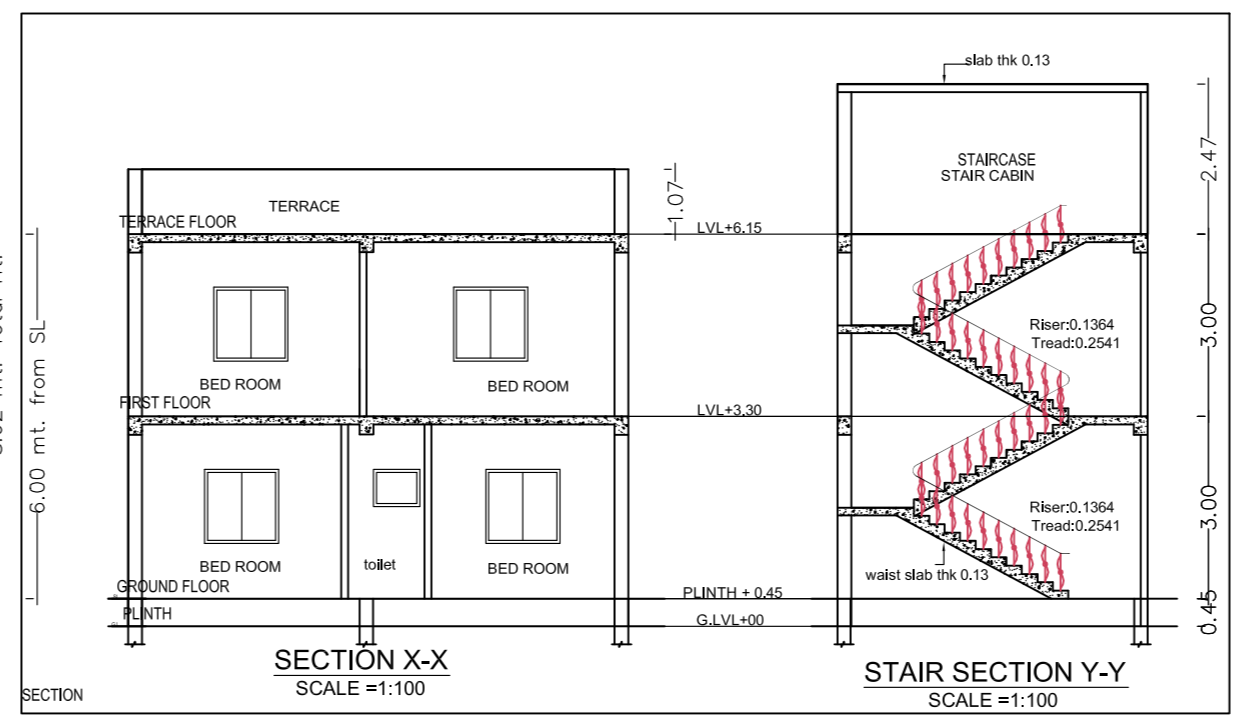 slab thk 0.13
STAIRCASE
STAIR CABIN
2.47
1.07
TERRACE
TERRACE FLOOR
LVL+6.15
6.00 mt. from SL
BED ROOM
BED ROOM
Riser:0.1364
Tread:0.2541
3.00
FIRST FLOOR
LVL+3.30
BED ROOM
toilet
BED ROOM
Riser:0.1364
Tread:0.2541
3.00
waist slab thk 0.13
GROUND FLOOR
PLINTH + 0.45
0.45
PLINTH
G.LVL+00
SECTION X-X
SCALE =1:100
STAIR SECTION Y-Y
SCALE =1:100
SECTION